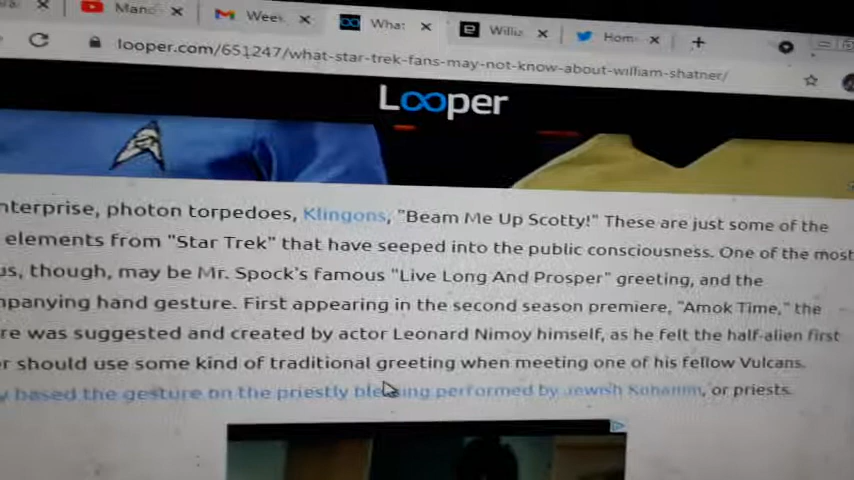 Mand
Wee
What
Willia
Hom
looper.com/651247/what-star-trek-fans-may-not-know-about-william-shatner/
Looper
nterprise, photon torpedoes, Klingons, "Beam Me Up Scotty!" These are just some of the
elements from "Star Trek" that have seeped into the public consciousness. One of the most
us, though, may be Mr. Spock's famous "Live Long And Prosper" greeting, and the
mpanying hand gesture. First appearing in the second season premiere, "Amok Time," the
re was suggested and created by actor Leonard Nimoy himself, as he felt the half-alien first
r should use some kind of traditional greeting when meeting one of his fellow Vulcans.
y based the gesture on the priestly blessing performed by Jewish Kohanim, or priests.